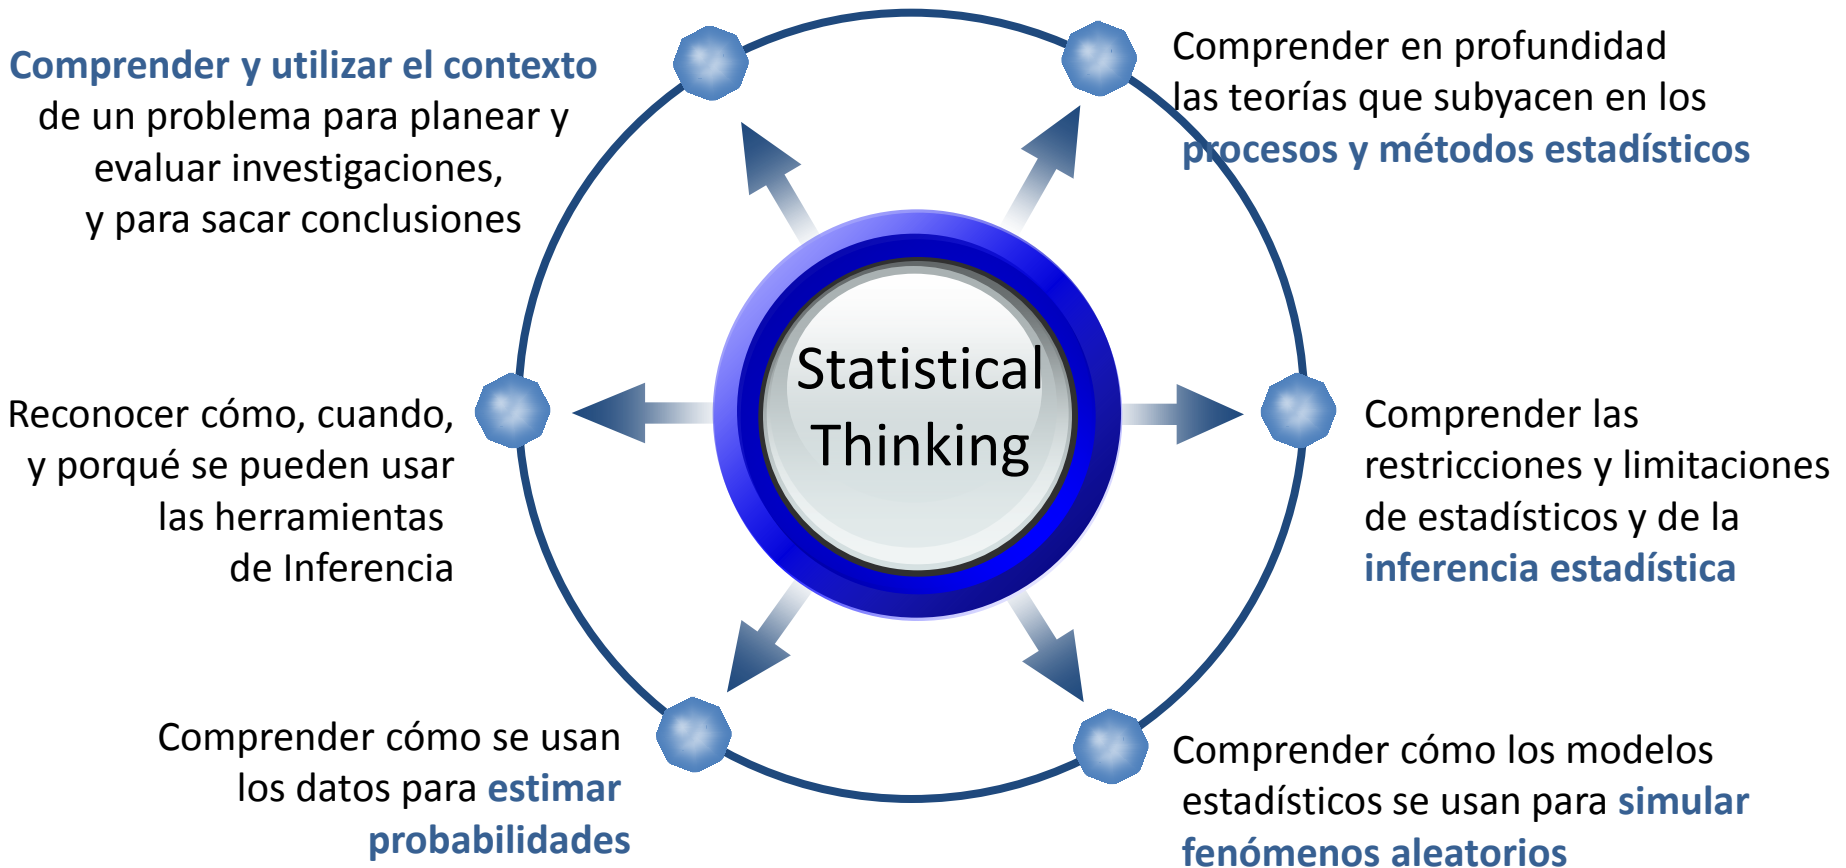 Comprender y utilizar el contexto
de un problema para planear y
evaluar investigaciones,
y para sacar conclusiones
Comprender en profundidad
las teorías que subyacen en los
procesos y métodos estadísticos
Statistical
Thinking
Reconocer cómo, cuando,
y porqué se pueden usar
las herramientas
de Inferencia
Comprender las
restricciones y limitaciones
de estadísticos y de la
inferencia estadística
Comprender cómo se usan
los datos para estimar
probabilidades
Comprender cómo los modelos
estadísticos se usan para simular
fenómenos aleatorios